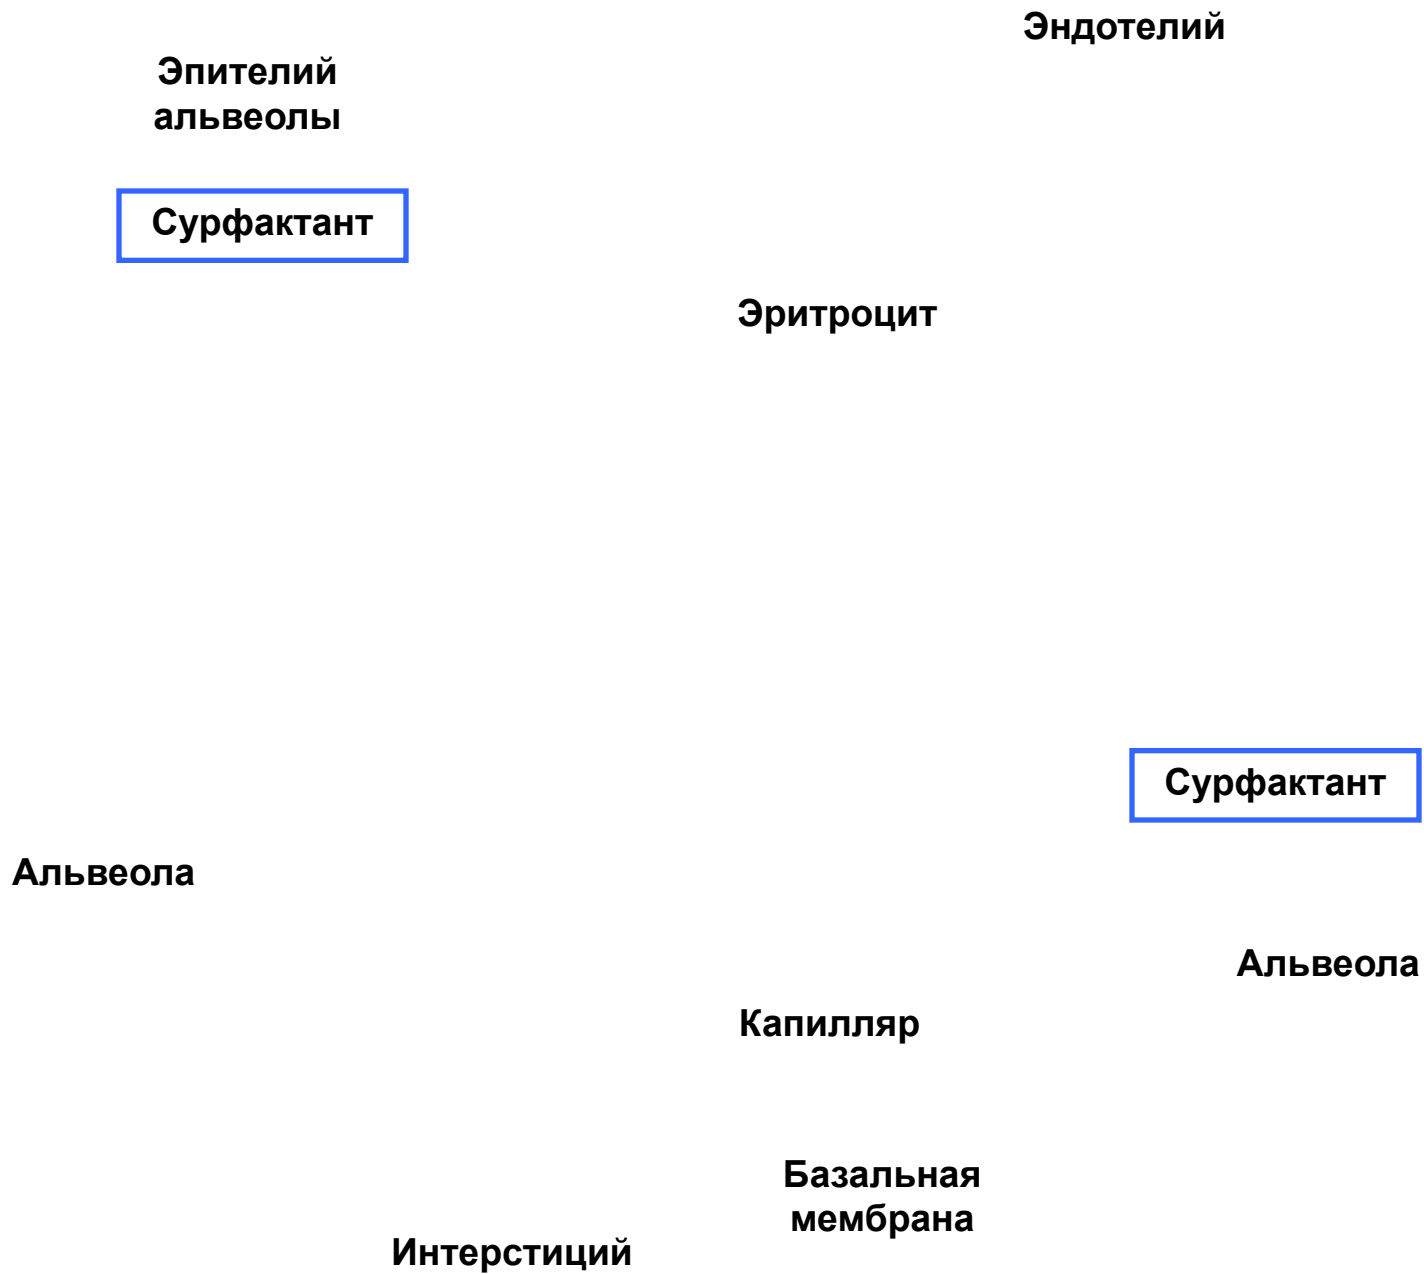 Эндотелий
Эпителий
альвеолы
Сурфактант
Эритроцит
Сурфактант
Альвеола
Альвеола
Капилляр
Базальная
мембрана
Интерстиций